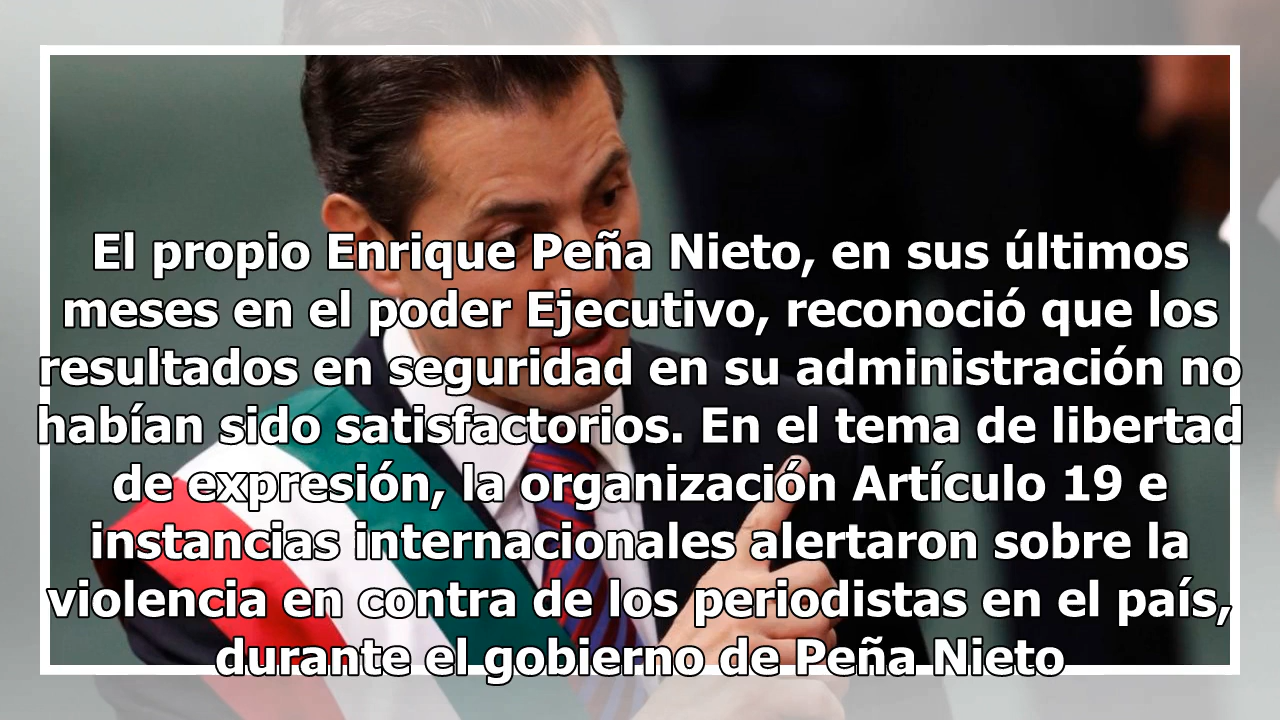 El propio Enrique Peña Nieto, en sus últimos
meses en el poder Ejecutivo, reconoció que los
resultados en seguridad en su administración no
habían sido satisfactorios. En el tema de libertad
de expresión, la organización Artículo 19 e
instancias internacionales alertaron sobre la
violencia en contra de los periodistas en el país,
durante el gobierno de Peña Nieto